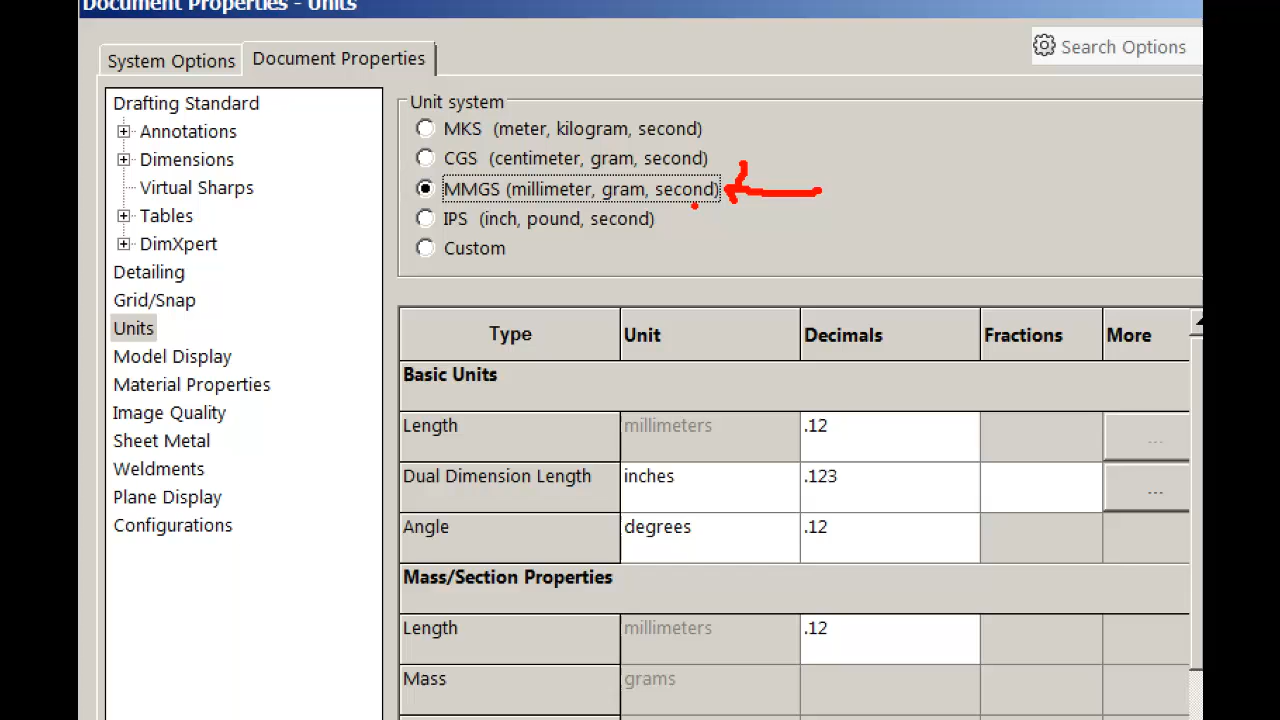 Document Properties - Units
System Options
Document Properties
Search Options
Drafting Standard
Annotations
Dimensions
Virtual Sharps
Tables
DimXpert
Detailing
Grid/Snap
Units
Model Display
Material Properties
Image Quality
Sheet Metal
Weldments
Plane Display
Configurations
Unit system
MKS (meter, kilogram, second)
CGS (centimeter, gram, second)
MMGS (millimeter, gram, second)
IPS (inch, pound, second)
Custom
Type Unit Decimals Fractions More
Basic Units
Length millimeters .12 ...
Dual Dimension Length inches .123 ...
Angle degrees .12
Mass/Section Properties
Length millimeters .12
Mass grams